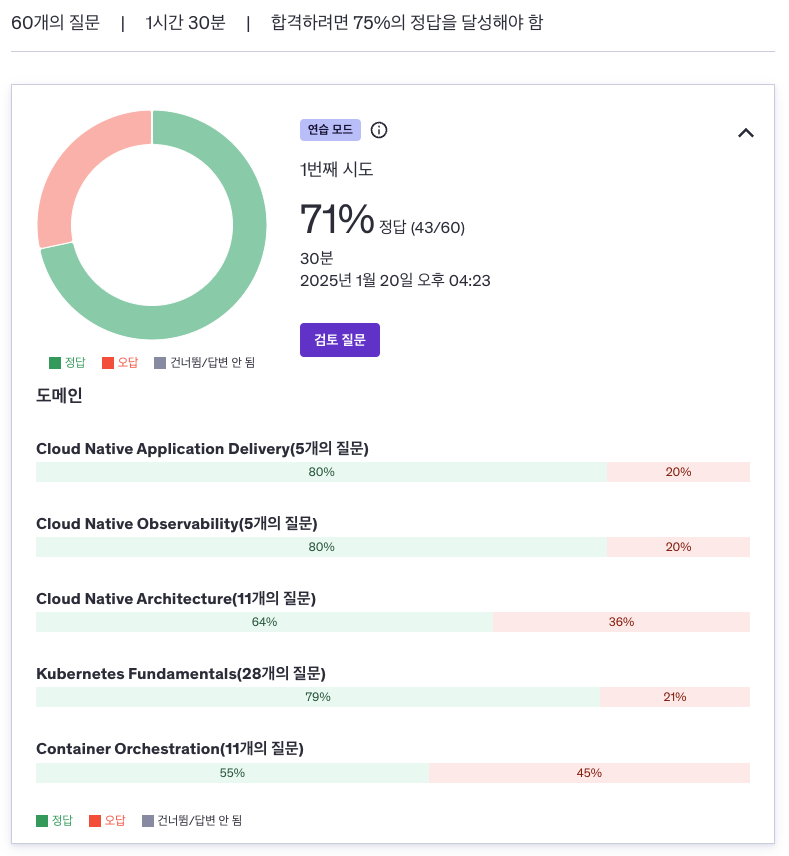 60개의 질문 | 1시간 30분 | 합격하려면 75%의 정답을 달성해야 함
연습 모드
1번째 시도
71% 정답 (43/60)
30분
2025년 1월 20일 오후 04:23
검토 질문
정답 오답 건너뜀/답변 안 됨
도메인
Cloud Native Application Delivery(5개의 질문)
80% 20%
Cloud Native Observability(5개의 질문)
80% 20%
Cloud Native Architecture(11개의 질문)
64% 36%
Kubernetes Fundamentals(28개의 질문)
79% 21%
Container Orchestration(11개의 질문)
55% 45%
정답 오답 건너뜀/답변 안 됨